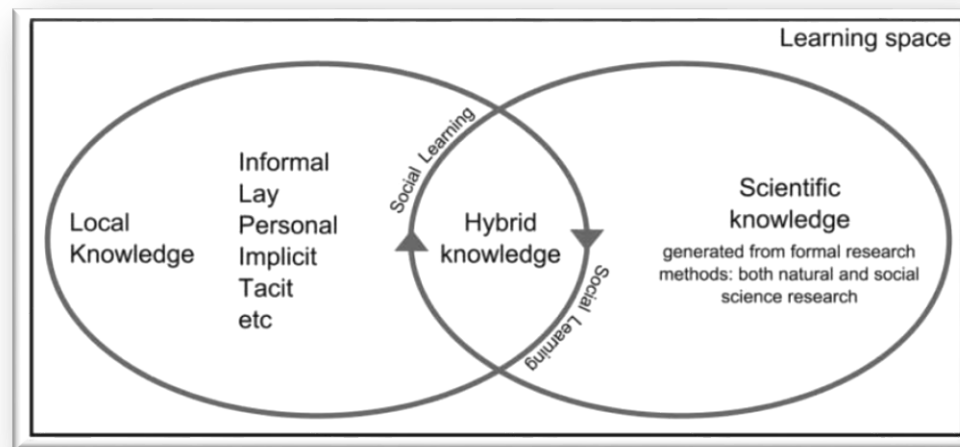 Learning space
Social Learning
Informal
Lay
Personal
Implicit
Tacit
etc
Local
Knowledge
Hybrid
knowledge
Scientific
knowledge
generated from formal research
methods: both natural and social
science research
Social Learning